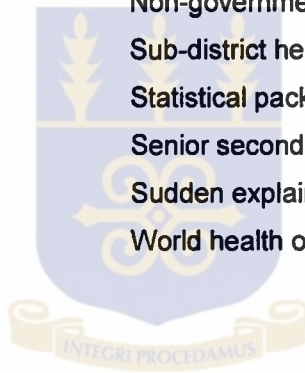 Non-governme
Sub-district he
Statistical pack
Senior second
Sudden explai
World health o
INTEGRI PROCEDAMUS